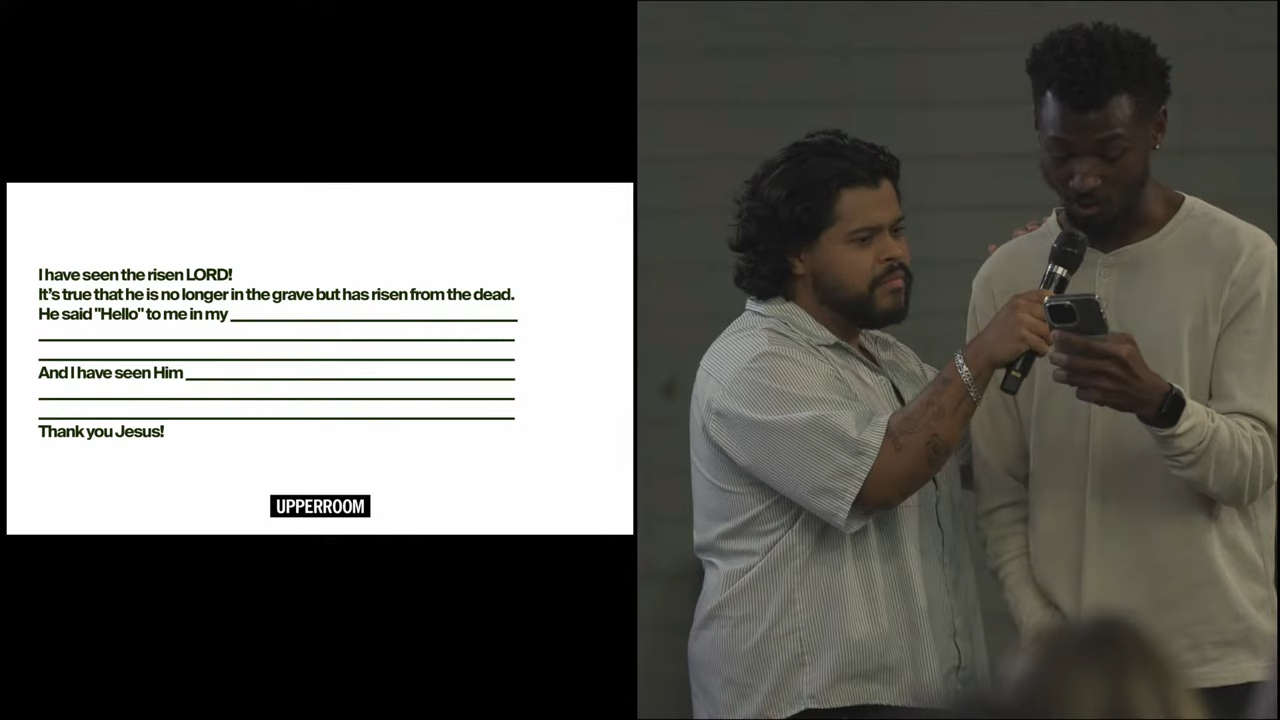 I have seen the risen LORD!
It's true that he is no longer in the grave but has risen from the dead.
He said "Hello" to me in my
And I have seen Him
Thank you Jesus!
UPPERROOM